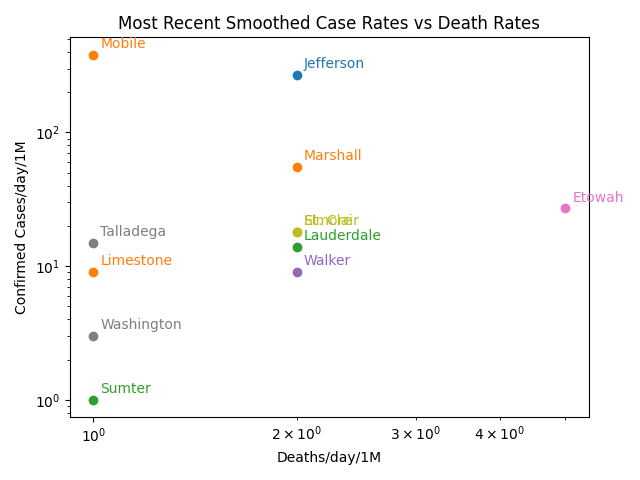 Most Recent Smoothed Case Rates vs Death Rates
Mobile
Jefferson
Marshall
Etowah
St. Clair
Elmore
Talladega
Lauderdale
Limestone
Walker
Washington
Sumter
Confirmed Cases/day/1M
10²
10¹
10⁰
10⁰
2 × 10⁰
3 × 10⁰
4 × 10⁰
Deaths/day/1M